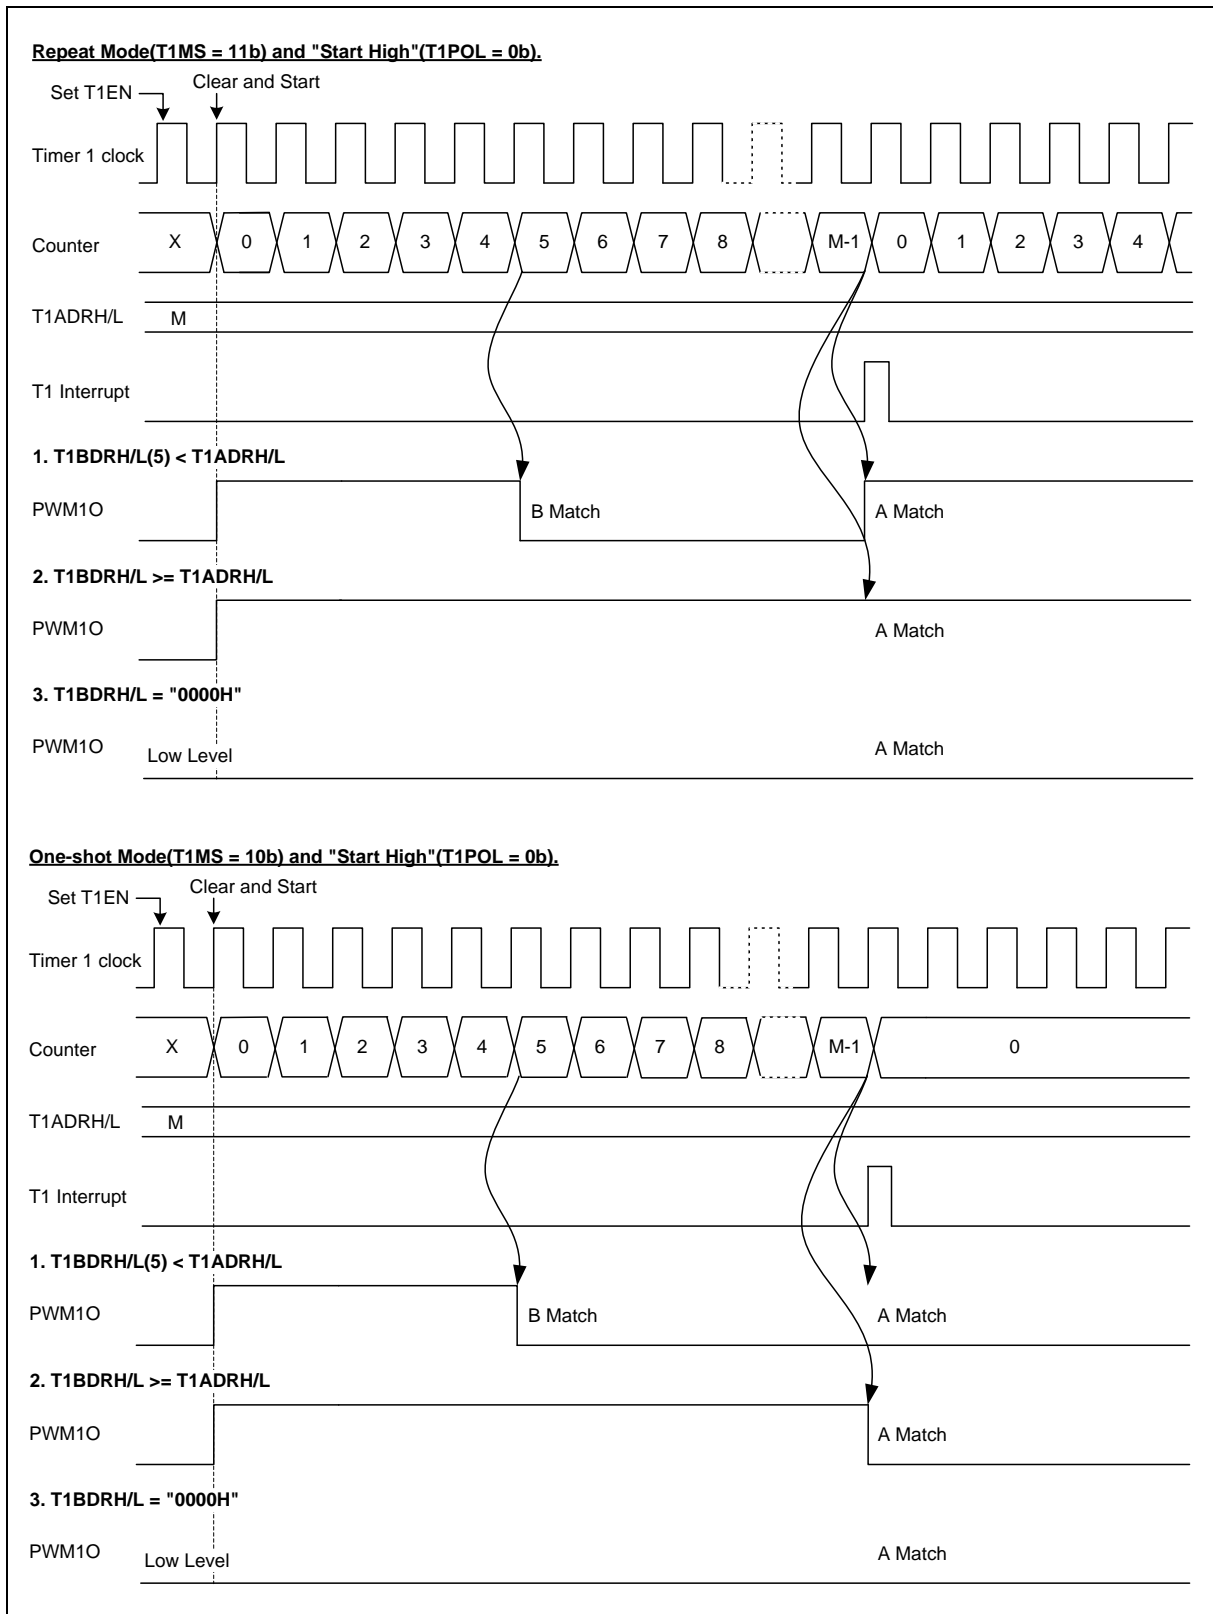 Repeat Mode(T1MS = 11b) and "Start High"(T1POL = 0b).
Set T1EN
Clear and Start
Timer 1 clock
Counter X 0 1 2 3 4 5 6 7 8 M-1 0 1 2 3 4
T1ADRH/L M
T1 Interrupt
1. T1BDRH/L(5) < T1ADRH/L
PWM1O B Match A Match
2. T1BDRH/L >= T1ADRH/L
PWM1O A Match
3. T1BDRH/L = "0000H"
PWM1O Low Level A Match
One-shot Mode(T1MS = 10b) and "Start High"(T1POL = 0b).
Set T1EN
Clear and Start
Timer 1 clock
Counter X 0 1 2 3 4 5 6 7 8 M-1 0
T1ADRH/L M
T1 Interrupt
1. T1BDRH/L(5) < T1ADRH/L
PWM1O B Match A Match
2. T1BDRH/L >= T1ADRH/L
PWM1O A Match
3. T1BDRH/L = "0000H"
PWM1O Low Level A Match